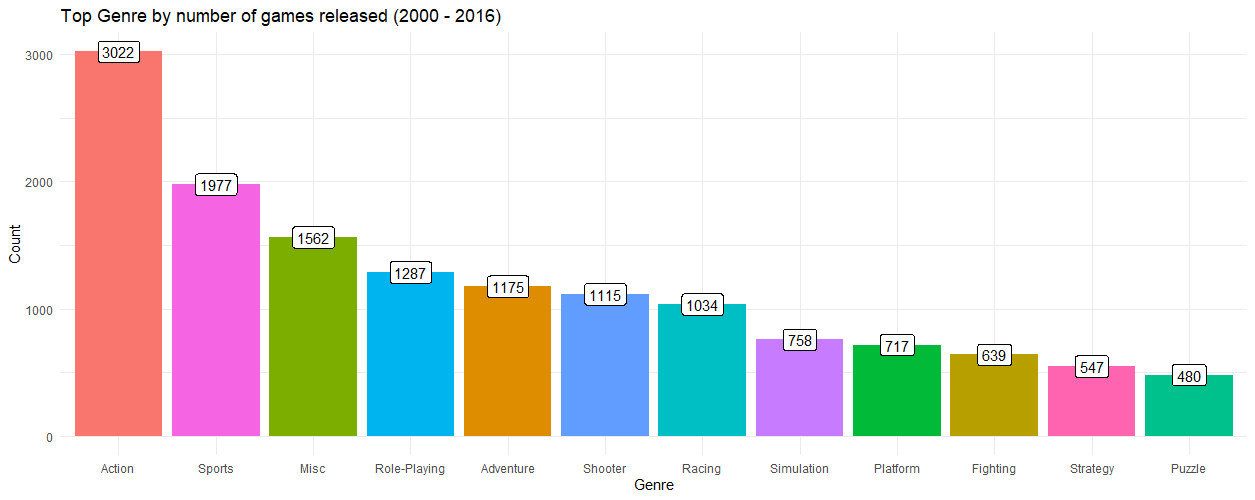 Top Genre by number of games released (2000 - 2016)
Count
3000
2000
1000
0
3022
1977
1562
1287
1175
1115
1034
758
717
639
547
480
Action
Sports
Misc
Role-Playing
Adventure
Shooter
Racing
Simulation
Platform
Fighting
Strategy
Puzzle
Genre